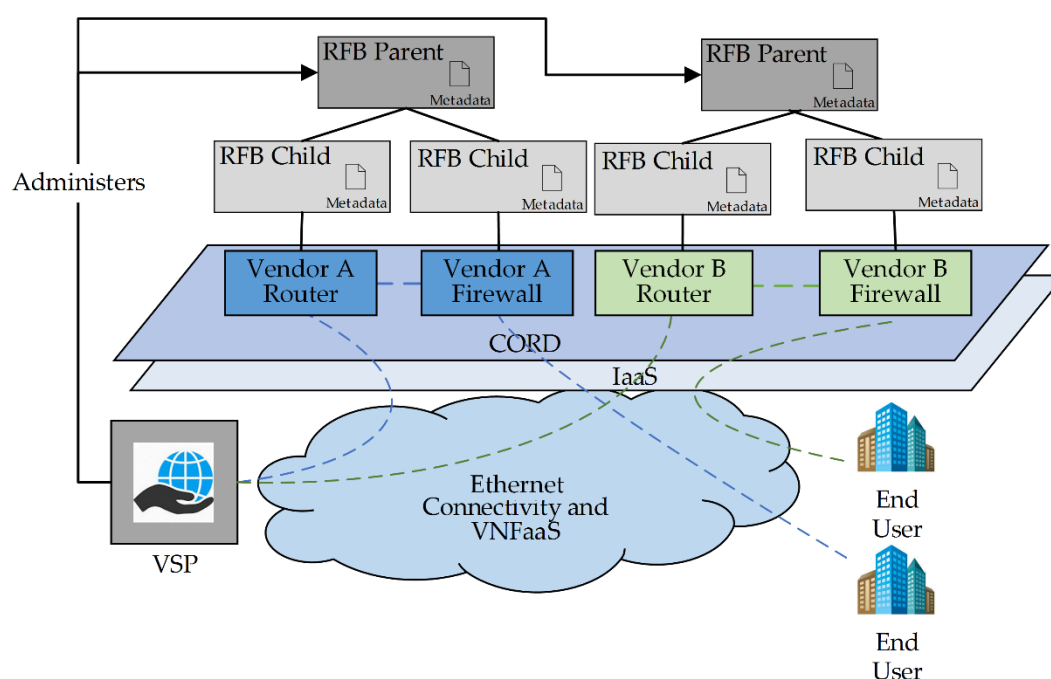 RFB Parent
Metadata
RFB Parent
Metadata
RFB Child
Metadata
RFB Child
Metadata
RFB Child
Metadata
RFB Child
Metadata
Administers
Vendor A
Router
Vendor A
Firewall
Vendor B
Router
Vendor B
Firewall
CORD
IaaS
Ethernet
Connectivity and
VNFaaS
VSP
End
User
End
User